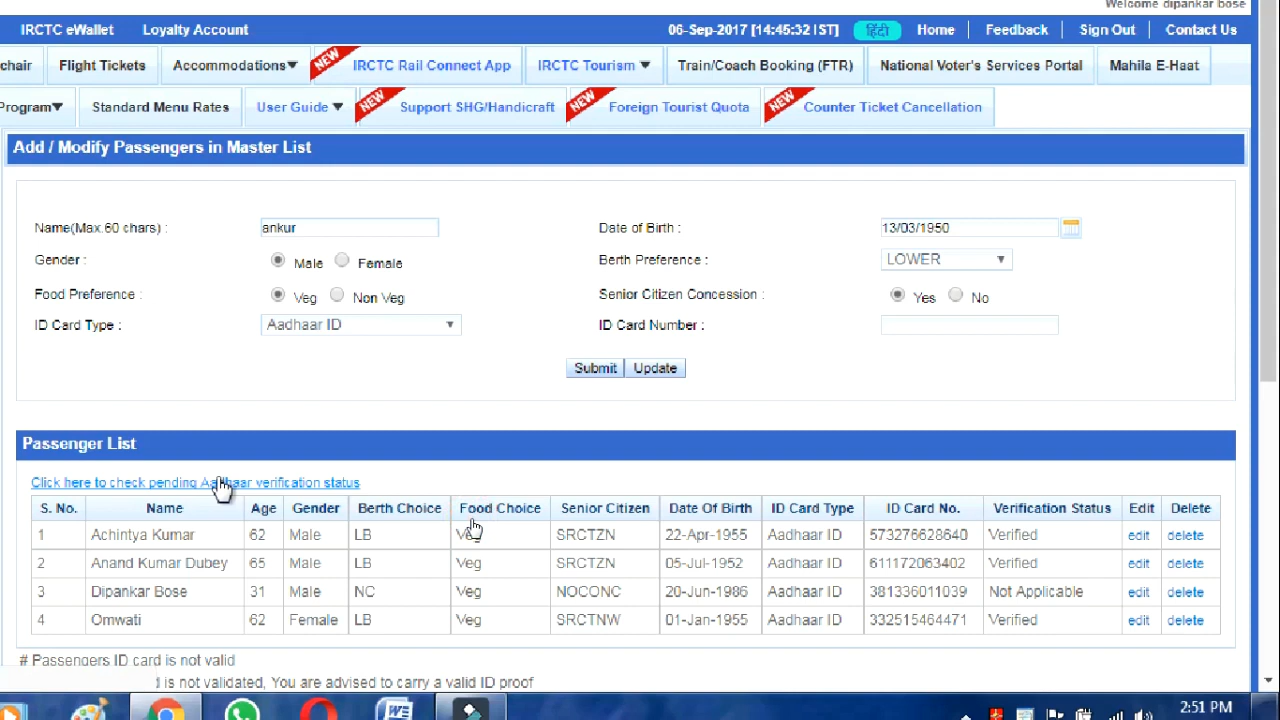 Welcome dipankar bose
IRCTC eWallet Loyalty Account 06-Sep-2017 [14:45:32 IST] हिंदी Home Feedback Sign Out Contact Us
chair Flight Tickets Accommodations▼ NEW IRCTC Rail Connect App IRCTC Tourism ▼ Train/Coach Booking (FTR) National Voter's Services Portal Mahila E-Haat
Program▼ Standard Menu Rates User Guide ▼ NEW Support SHG/Handicraft NEW Foreign Tourist Quota NEW Counter Ticket Cancellation
Add / Modify Passengers in Master List
Name(Max.60 chars) : ankur Date of Birth : 13/03/1950
Gender : Male Female Berth Preference : LOWER
Food Preference : Veg Non Veg Senior Citizen Concession : Yes No
ID Card Type : Aadhaar ID ID Card Number :
Submit Update
Passenger List
Click here to check pending Aadhaar verification status
S. No. Name Age Gender Berth Choice Food Choice Senior Citizen Date Of Birth ID Card Type ID Card No. Verification Status Edit Delete
1 Achintya Kumar 62 Male LB Veg SRCTZN 22-Apr-1955 Aadhaar ID 573276628640 Verified edit delete
2 Anand Kumar Dubey 65 Male LB Veg SRCTZN 05-Jul-1952 Aadhaar ID 611172063402 Verified edit delete
3 Dipankar Bose 31 Male NC Veg NOCONC 20-Jun-1986 Aadhaar ID 381336011039 Not Applicable edit delete
4 Omwati 62 Female LB Veg SRCTNW 01-Jan-1955 Aadhaar ID 332515464471 Verified edit delete
# Passengers ID card is not valid
is not validated, You are advised to carry a valid ID proof
2:51 PM